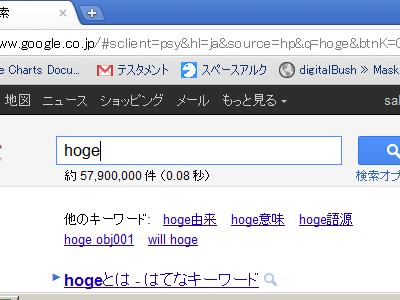 索
www.google.co.jp/#sclient=psy&hl=ja&source=hp&q=hoge&btnK=
e Charts Docu... テスタメント スペースアルク digitalBush » Mask
地図 ニュース ショッピング メール もっと見る
hoge
約 57,900,000 件 (0.08 秒)
検索オプ
他のキーワード: hoge由来 hoge意味 hoge語源
hoge obj001 will hoge
hogeとは - はてなキーワード